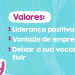 Valores:
Liderança positiva
Vontade de empre
Deixar a sua vocaç
fluir